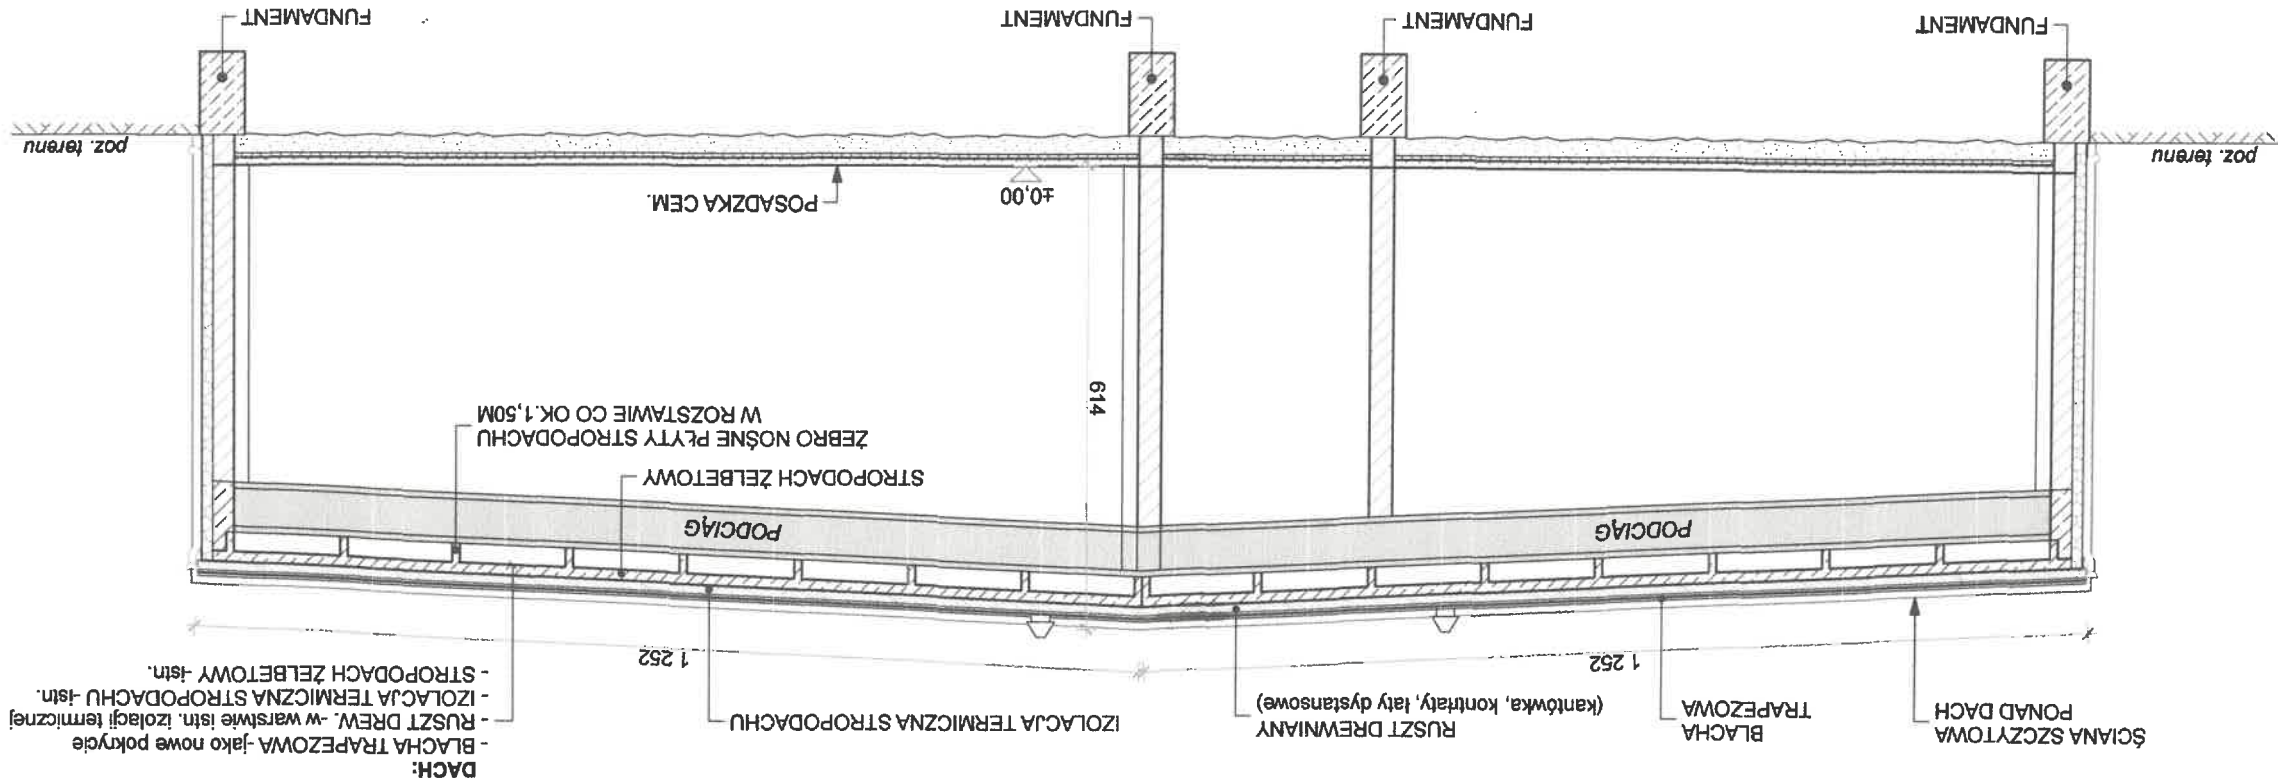 ŚCIANA SZCZYTOWA
PONAD DACH
BLACHA
TRAPEZOWA
RUSZT DREWNIANY
(kantówka, kontrłaty, łaty dystansowe)
IZOLACJA TERMICZNA STROPODACHU
DACH:
- BLACHA TRAPEZOWA -jako nowe pokrycie
- RUSZT DREW. -w warstwie istn. izolacji termicznej
- IZOLACJA TERMICZNA STROPODACHU -istn.
- STROPODACH ŻELBETOWY -istn.
1 252
1 252
PODCIĄG
PODCIĄG
STROPODACH ŻELBETOWY
ŻEBRO NOŚNE PŁYTY STROPODACHU
W ROZSTAWIE CO OK.1,50M
614
±0,00
POSADZKA CEM.
poz. terenu
poz. terenu
FUNDAMENT
FUNDAMENT
FUNDAMENT
FUNDAMENT